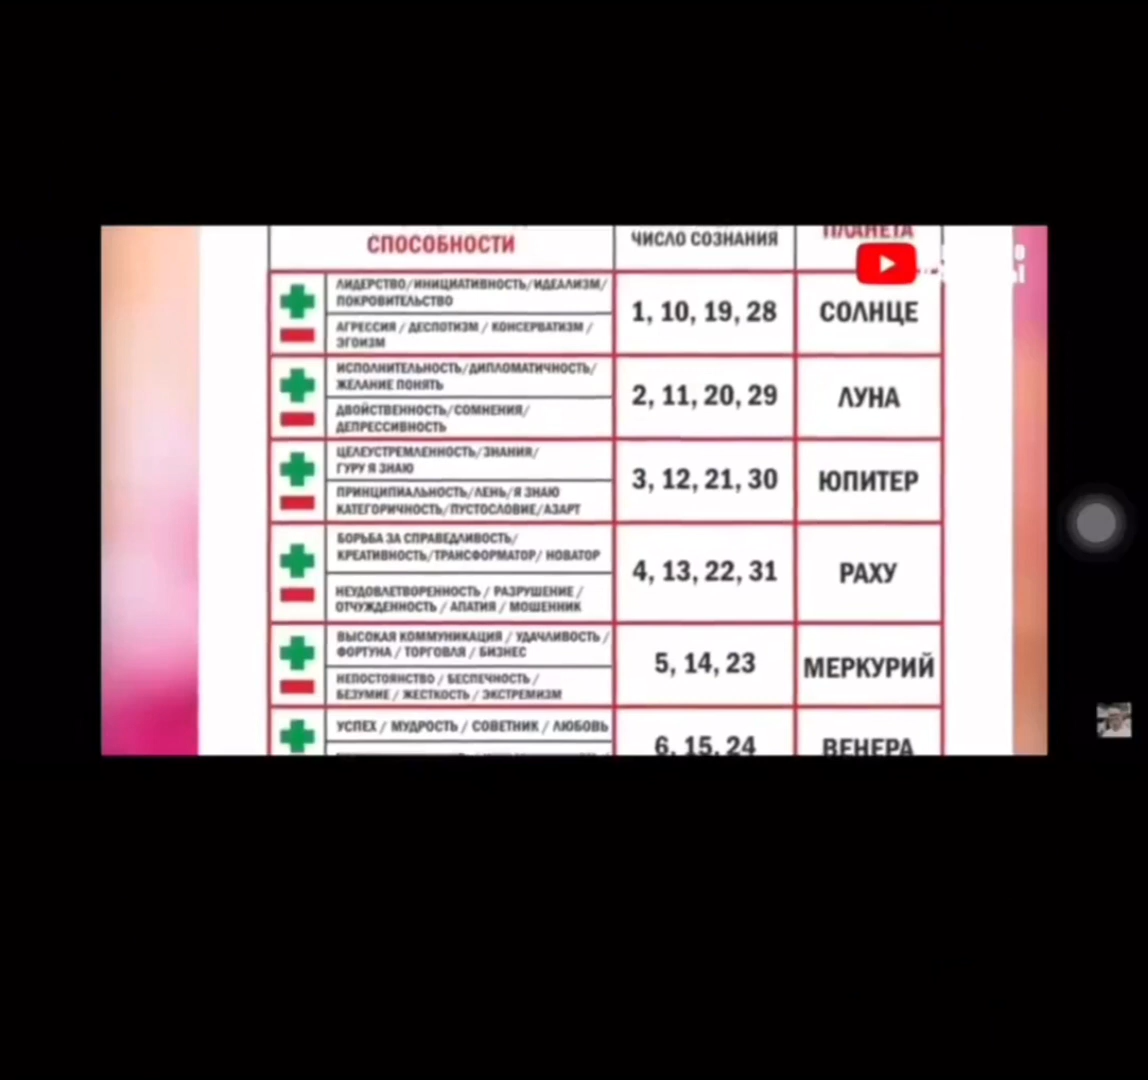 СПОСОБНОСТИ
ЧИСЛО СОЗНАНИЯ
ПЛАНЕТА
ЛИДЕРСТВО/ИНИЦИАТИВНОСТЬ/ИДЕАЛИЗМ/
ПОКРОВИТЕЛЬСТВО
АГРЕССИЯ / ДЕСПОТИЗМ / КОНСЕРВАТИЗМ /
ЭГОИЗМ
1, 10, 19, 28
СОЛНЦЕ
ИСПОЛНИТЕЛЬНОСТЬ/ДИПЛОМАТИЧНОСТЬ/
ЖЕЛАНИЕ ПОНЯТЬ
ДВОЙСТВЕННОСТЬ/СОМНЕНИЯ/
ДЕПРЕССИВНОСТЬ
2, 11, 20, 29
ЛУНА
ЦЕЛЕУСТРЕМЛЕННОСТЬ/ЗНАНИЯ/
ГУРУ Я ЗНАЮ
ПРИНЦИПИАЛЬНОСТЬ/ЛЕНЬ/Я ЗНАЮ
КАТЕГОРИЧНОСТЬ/ПУСТОСЛОВИЕ/АЗАРТ
3, 12, 21, 30
ЮПИТЕР
БОРЬБА ЗА СПРАВЕДЛИВОСТЬ/
КРЕАТИВНОСТЬ/ТРАНСФОРМАТОР/ НОВАТОР
НЕУДОВЛЕТВОРЕННОСТЬ / РАЗРУШЕНИЕ /
ОТЧУЖДЕННОСТЬ / АПАТИЯ / МОШЕННИК
4, 13, 22, 31
РАХУ
ВЫСОКАЯ КОММУНИКАЦИЯ / УДАЧЛИВОСТЬ /
ФОРТУНА / ТОРГОВЛЯ / БИЗНЕС
НЕПОСТОЯНСТВО / БЕСПЕЧНОСТЬ /
БЕЗУМИЕ / ЖЕСТКОСТЬ / ЭКСТРЕМИЗМ
5, 14, 23
МЕРКУРИЙ
УСПЕХ / МУДРОСТЬ / СОВЕТНИК / ЛЮБОВЬ
6, 15, 24
ВЕНЕРА